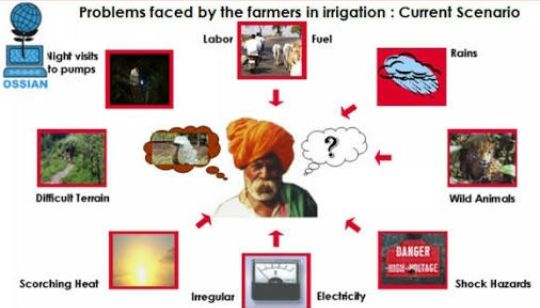 Problems faced by the farmers in irrigation : Current Scenario
OSSIAN
Night visits
to pumps
Labor
Fuel
Rains
?
Difficult Terrain
Wild Animals
Scorching Heat
Irregular
Electricity
DANGER
HIGH-VOLTAGE
Shock Hazards